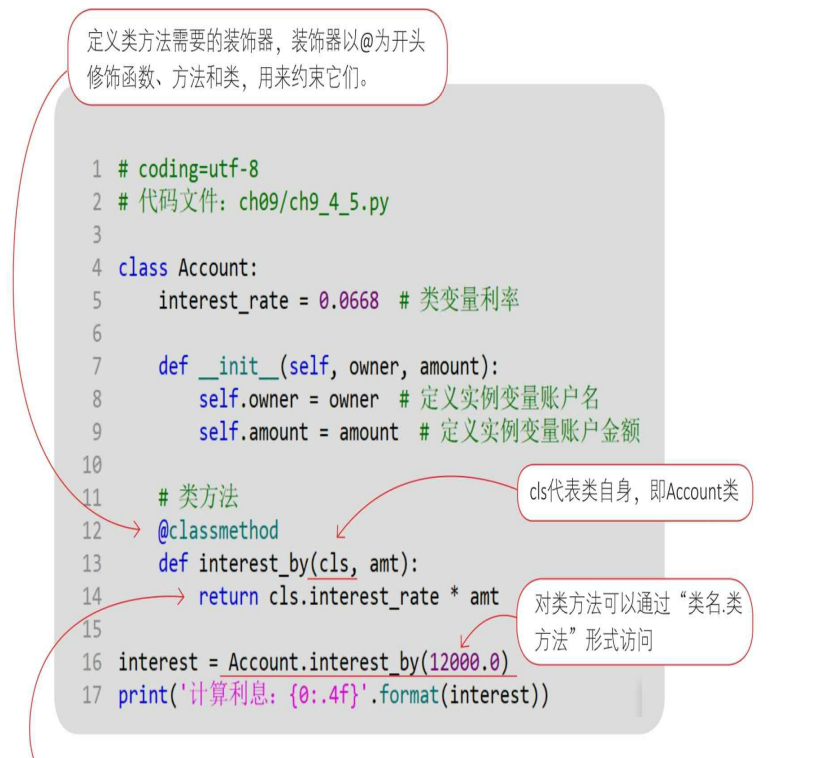 定义类方法需要的装饰器，装饰器以@为开头
修饰函数、方法和类，用来约束它们。
1 # coding=utf-8
2 # 代码文件：ch09/ch9_4_5.py
3
4 class Account:
5     interest_rate = 0.0668  # 类变量利率
6
7     def __init__(self, owner, amount):
8         self.owner = owner  # 定义实例变量账户名
9         self.amount = amount  # 定义实例变量账户金额
10
11     # 类方法
cls代表类自身，即Account类
12     @classmethod
13     def interest_by(cls, amt):
14         return cls.interest_rate * amt
对类方法可以通过“类名.类
方法”形式访问
15
16 interest = Account.interest_by(12000.0)
17 print('计算利息：{0:.4f}'.format(interest))